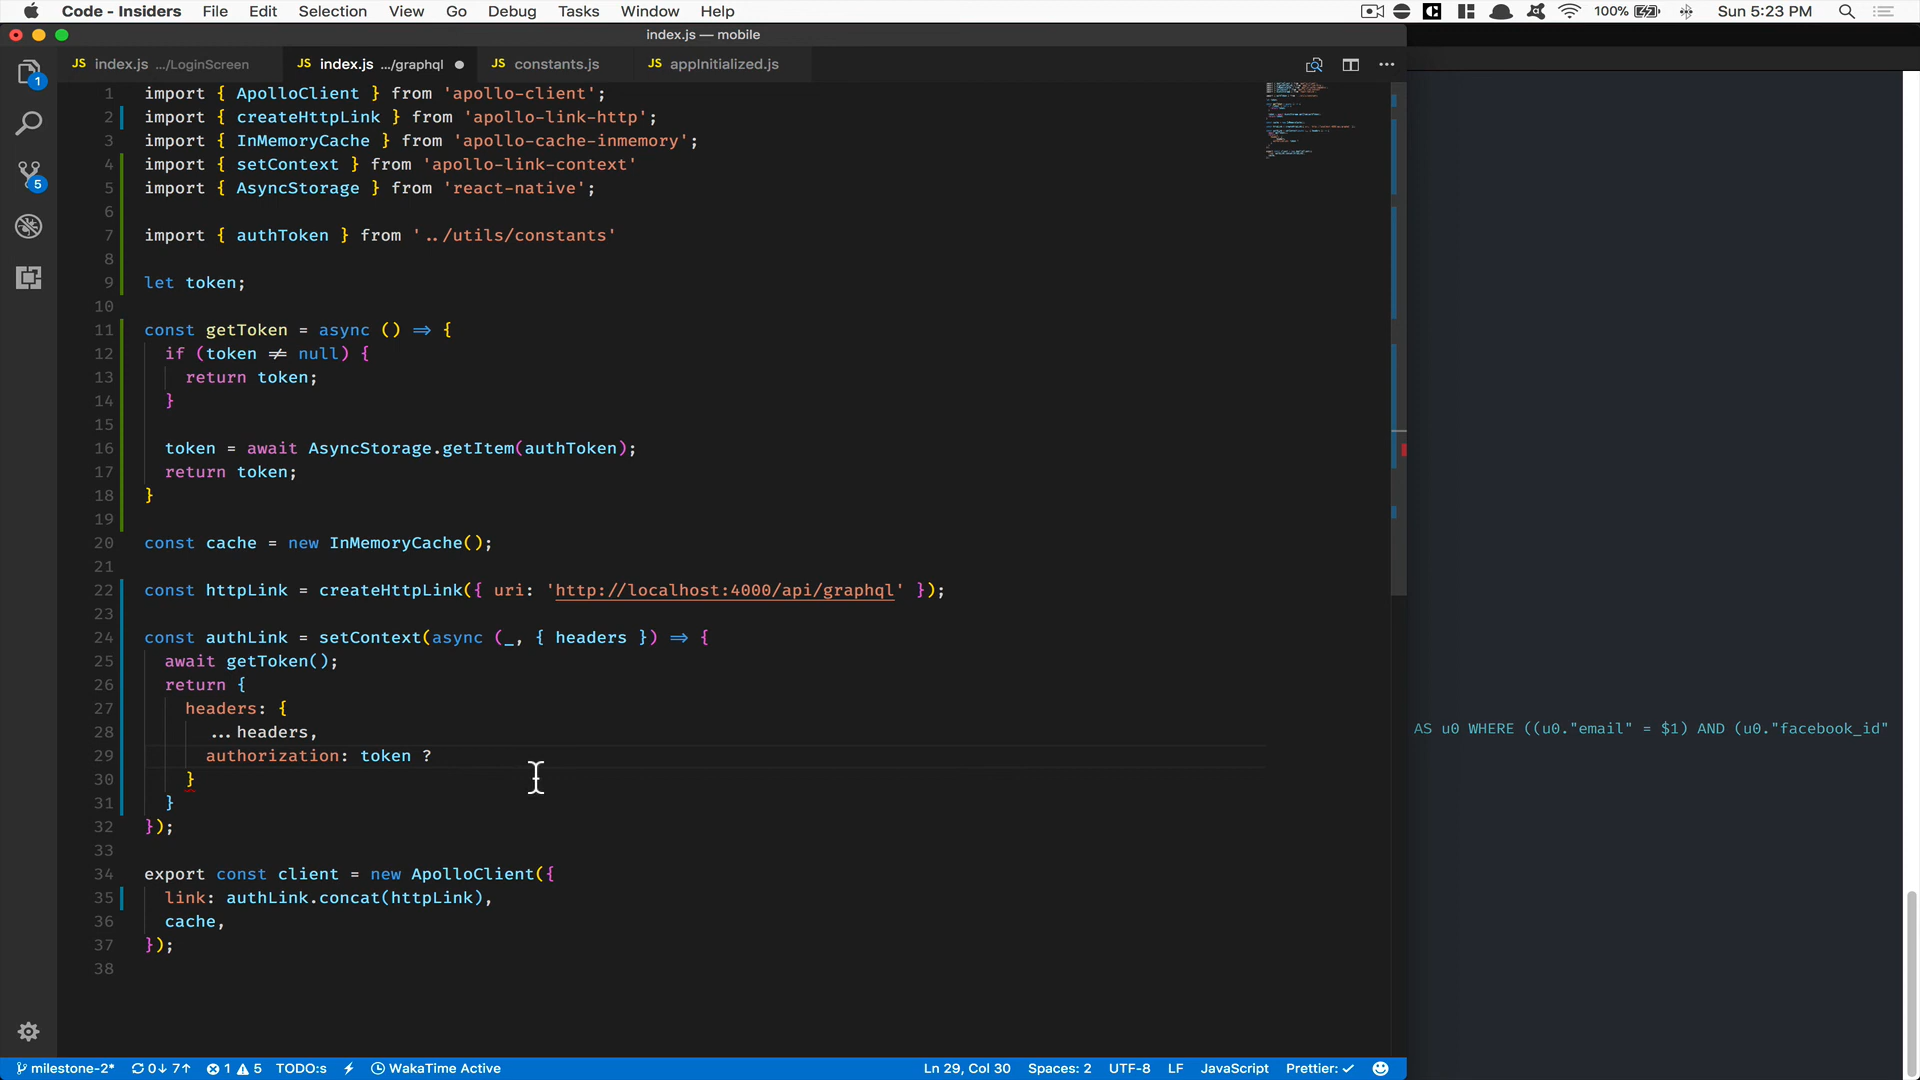 Code - Insiders File Edit Selection View Go Debug Tasks Window Help 100% Sun 5:23 PM
index.js — mobile
JS index.js .../LoginScreen JS index.js .../graphql JS constants.js JS appInitialized.js
1 import { ApolloClient } from 'apollo-client';
2 import { createHttpLink } from 'apollo-link-http';
3 import { InMemoryCache } from 'apollo-cache-inmemory';
4 import { setContext } from 'apollo-link-context'
5 import { AsyncStorage } from 'react-native';
6
7 import { authToken } from '../utils/constants'
8
9 let token;
10
11 const getToken = async () ⇒ {
12 if (token ≠ null) {
13 return token;
14 }
15
16 token = await AsyncStorage.getItem(authToken);
17 return token;
18 }
19
20 const cache = new InMemoryCache();
21
22 const httpLink = createHttpLink({ uri: 'http://localhost:4000/api/graphql' });
23
24 const authLink = setContext(async (_, { headers }) ⇒ {
25 await getToken();
26 return {
27 headers: {
28 ...headers,
29 authorization: token ?
30 }
31 }
32 });
33
34 export const client = new ApolloClient({
35 link: authLink.concat(httpLink),
36 cache,
37 });
38
1
5
AS u0 WHERE ((u0."email" = $1) AND (u0."facebook_id"
milestone-2* 0↓ 7↑ 1 5 TODO:s WakaTime Active Ln 29, Col 30 Spaces: 2 UTF-8 LF JavaScript Prettier: ✓